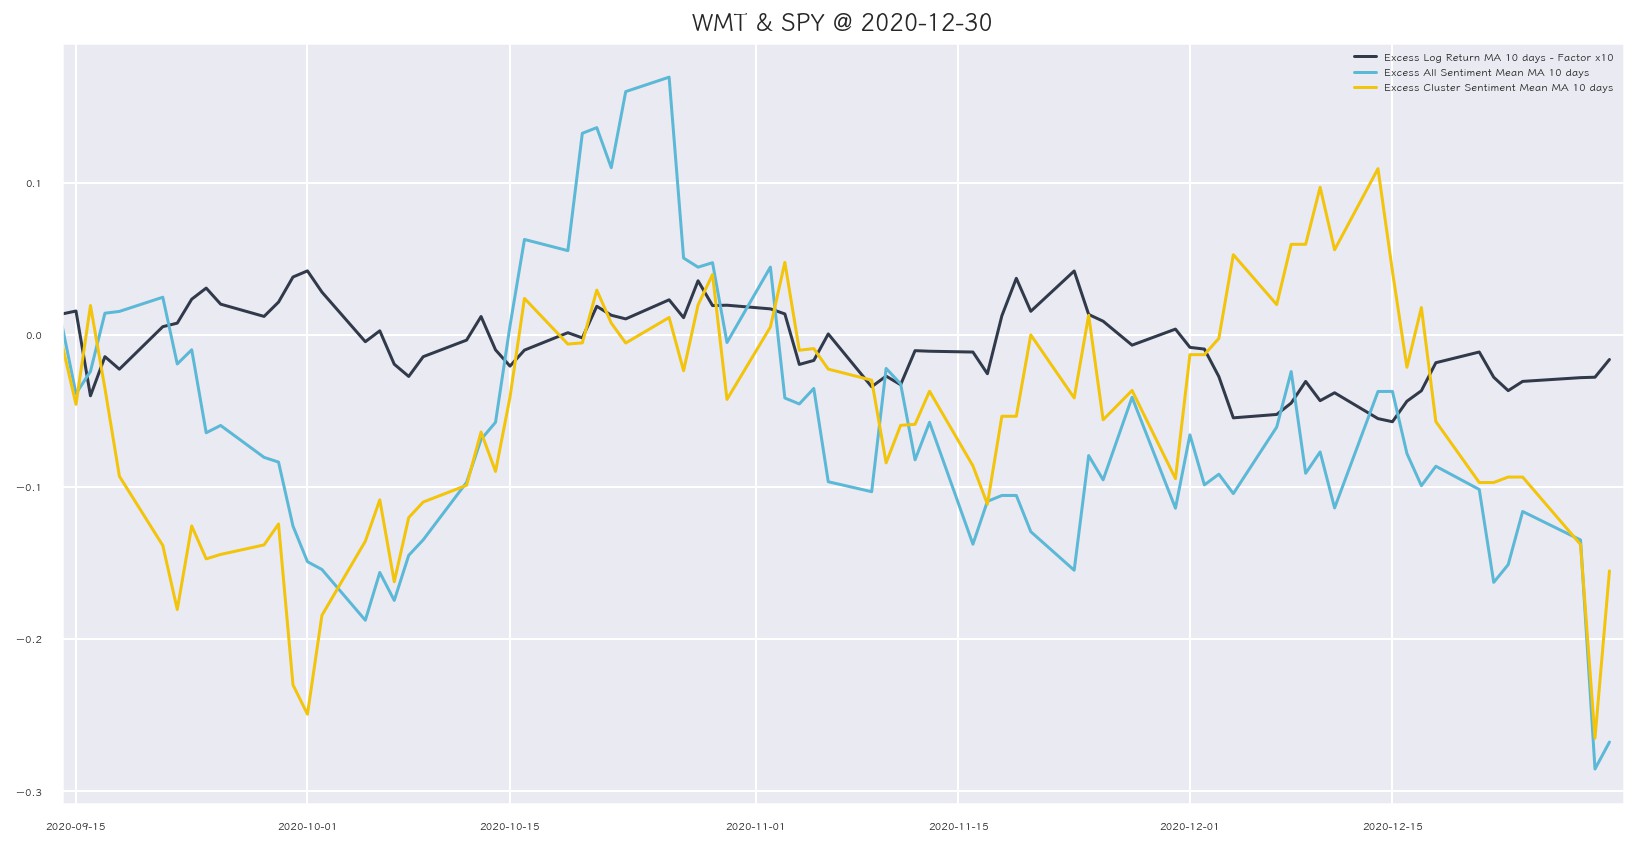 WMT & SPY @ 2020-12-30
Excess Log Return MA 10 days - Factor x10
Excess All Sentiment Mean MA 10 days
Excess Cluster Sentiment Mean MA 10 days
0.1
0.0
−0.1
−0.2
−0.3
2020-09-15 2020-10-01 2020-10-15 2020-11-01 2020-11-15 2020-12-01 2020-12-15